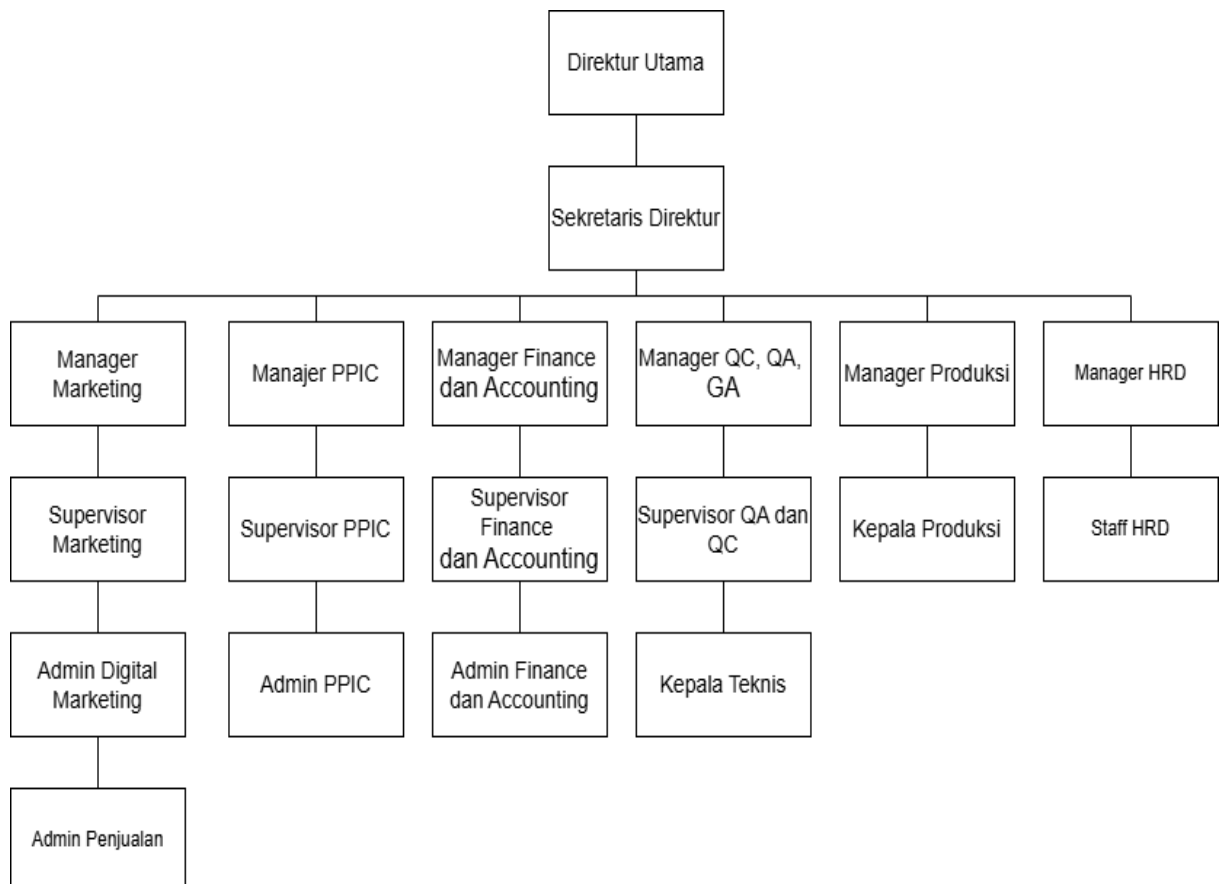 Direktur Utama
Sekretaris Direktur
Manager
Marketing
Manajer PPIC
Manager Finance
dan Accounting
Manager QC, QA,
GA
Manager Produksi
Manager HRD
Supervisor
Marketing
Supervisor PPIC
Supervisor
Finance
dan Accounting
Supervisor QA dan
QC
Kepala Produksi
Staff HRD
Admin Digital
Marketing
Admin PPIC
Admin Finance
dan Accounting
Kepala Teknis
Admin Penjualan